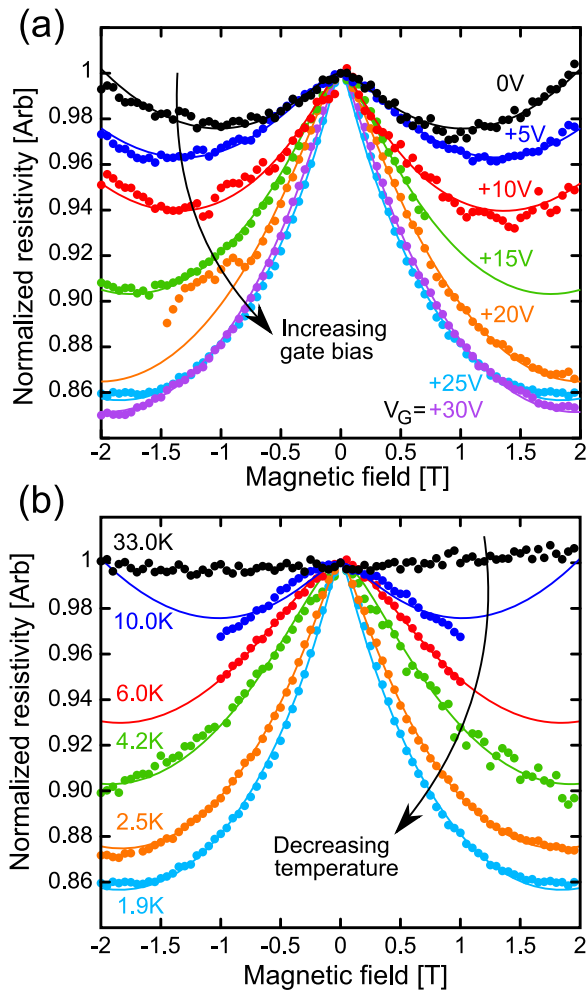 (a)
Normalized resistivity [Arb]
1
0.98
0.96
0.94
0.92
0.90
0.88
0.86
0V
+5V
+10V
+15V
+20V
+25V
V_G= +30V
Increasing
gate bias
-2 -1.5 -1 -0.5 0 0.5 1 1.5 2
Magnetic field [T]
(b)
Normalized resistivity [Arb]
1
0.98
0.96
0.94
0.92
0.90
0.88
0.86
33.0K
10.0K
6.0K
4.2K
2.5K
1.9K
Decreasing
temperature
-2 -1.5 -1 -0.5 0 0.5 1 1.5 2
Magnetic field [T]